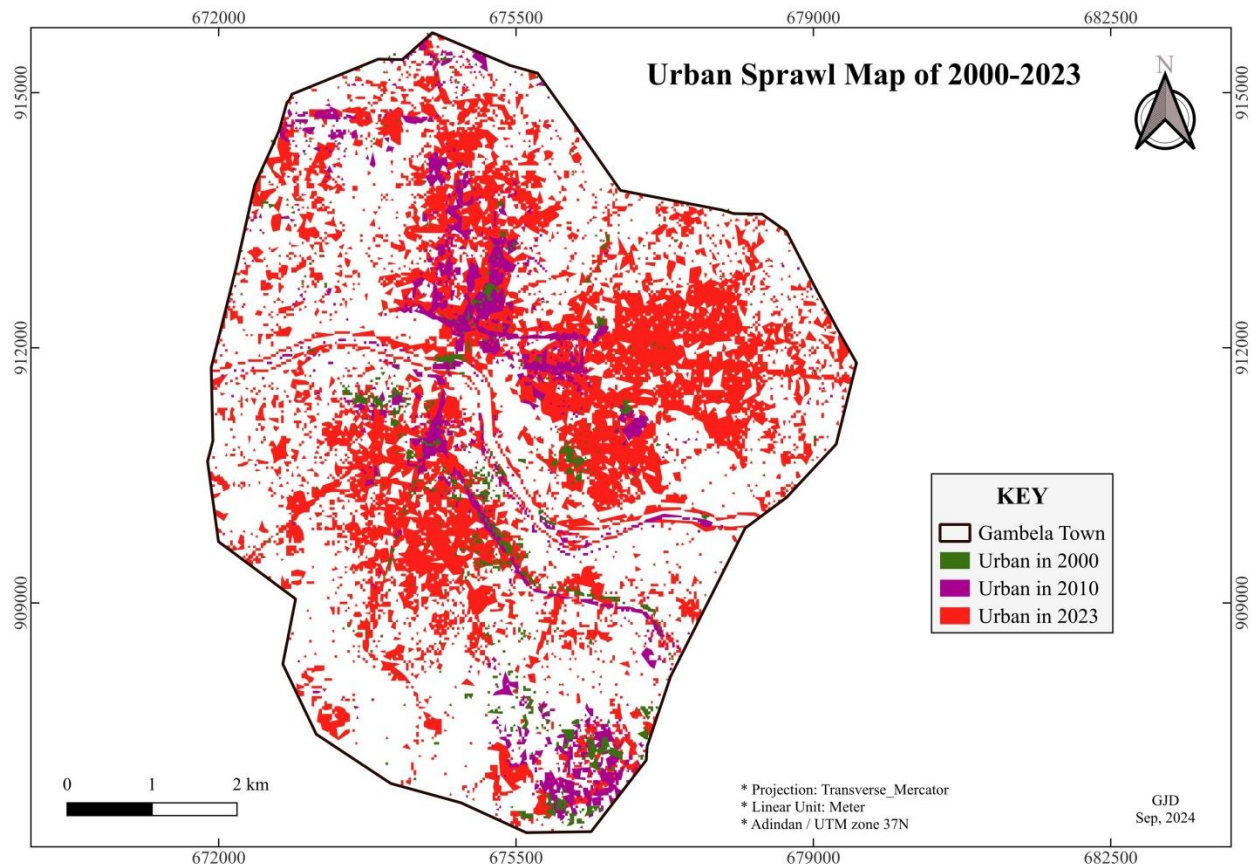 672000 675500 679000 682500
Urban Sprawl Map of 2000-2023
N
915000 915000
912000 912000
KEY
Gambela Town
Urban in 2000
Urban in 2010
Urban in 2023
909000 909000
0 1 2 km
* Projection: Transverse_Mercator
* Linear Unit: Meter
* Adindan / UTM zone 37N
GJD
Sep, 2024
672000 675500 679000 682500